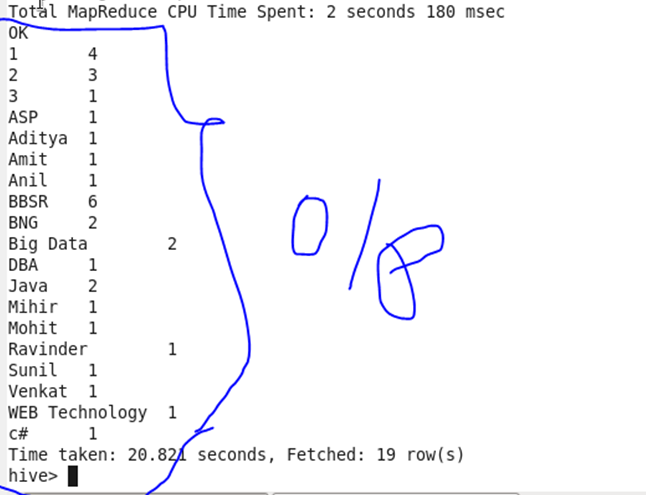 Total MapReduce CPU Time Spent: 2 seconds 180 msec
OK
1 4
2 3
3 1
ASP 1
Aditya 1
Amit 1
Anil 1
BBSR 6
BNG 2
Big Data 2
DBA 1
Java 2
Mihir 1
Mohit 1
Ravinder 1
Sunil 1
Venkat 1
WEB Technology 1
c# 1
Time taken: 20.821 seconds, Fetched: 19 row(s)
hive>
O/P